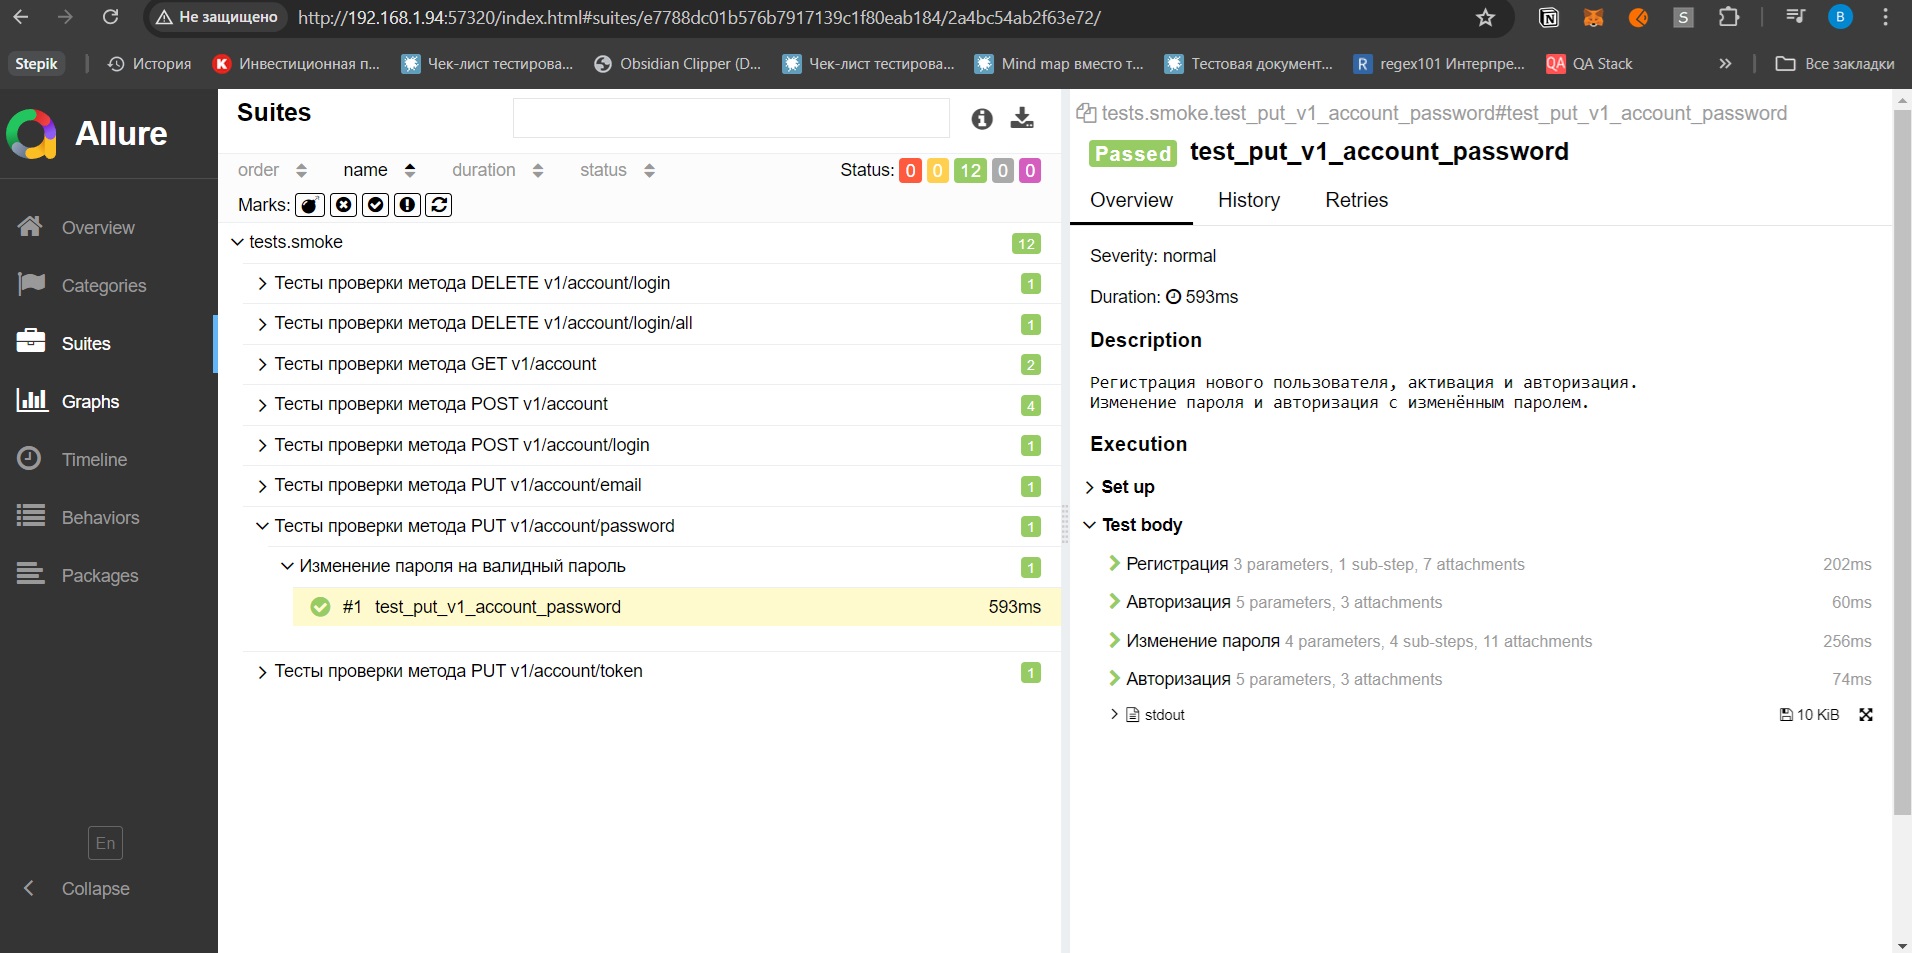 Не защищено
http://192.168.1.94:57320/index.html#suites/e7788dc01b576b7917139c1f80eab184/2a4bc54ab2f63e72/
B
Stepik
История
K Инвестиционная п...
Чек-лист тестирова...
Obsidian Clipper (D...
Чек-лист тестирова...
Mind map вместо т...
Тестовая документ...
R regex101 Интерпре...
QA QA Stack
»
Все закладки
Allure
Overview
Categories
Suites
Graphs
Timeline
Behaviors
Packages
En
Collapse
Suites
order
name
duration
status
Status: 0 0 12 0 0
Marks:
tests.smoke 12
Тесты проверки метода DELETE v1/account/login 1
Тесты проверки метода DELETE v1/account/login/all 1
Тесты проверки метода GET v1/account 2
Тесты проверки метода POST v1/account 4
Тесты проверки метода POST v1/account/login 1
Тесты проверки метода PUT v1/account/email 1
Тесты проверки метода PUT v1/account/password 1
Изменение пароля на валидный пароль 1
#1 test_put_v1_account_password 593ms
Тесты проверки метода PUT v1/account/token 1
tests.smoke.test_put_v1_account_password#test_put_v1_account_password
Passed test_put_v1_account_password
Overview
History
Retries
Severity: normal
Duration: 593ms
Description
Регистрация нового пользователя, активация и авторизация.
Изменение пароля и авторизация с изменённым паролем.
Execution
Set up
Test body
Регистрация 3 parameters, 1 sub-step, 7 attachments 202ms
Авторизация 5 parameters, 3 attachments 60ms
Изменение пароля 4 parameters, 4 sub-steps, 11 attachments 256ms
Авторизация 5 parameters, 3 attachments 74ms
stdout 10 KiB